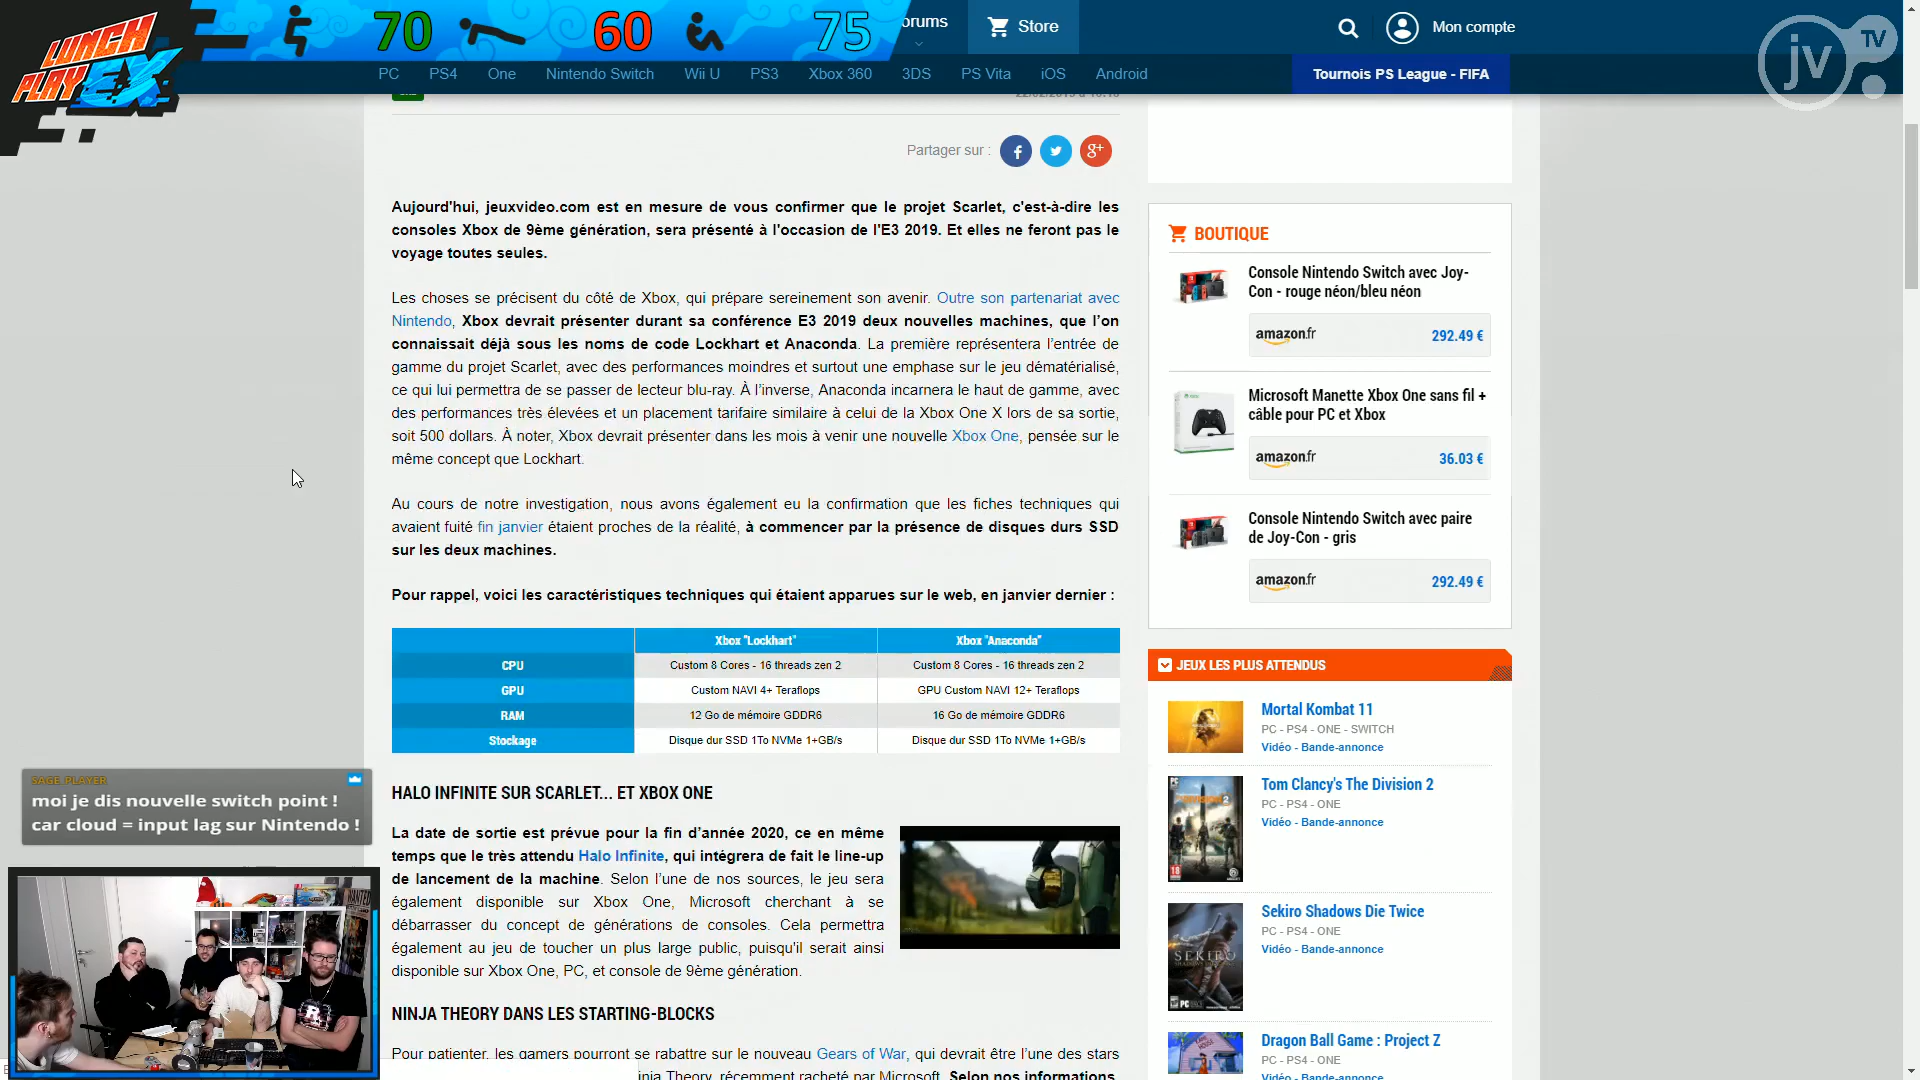 LUNCH
PLAY EX
70
60
75
orums
Store
Mon compte
jv TV
PC
PS4
One
Nintendo Switch
Wii U
PS3
Xbox 360
3DS
PS Vita
iOS
Android
Tournois PS League - FIFA
Partager sur :
Aujourd'hui, jeuxvideo.com est en mesure de vous confirmer que le projet Scarlet, c'est-à-dire les
consoles Xbox de 9ème génération, sera présenté à l'occasion de l'E3 2019. Et elles ne feront pas le
voyage toutes seules.
Les choses se précisent du côté de Xbox, qui prépare sereinement son avenir. Outre son partenariat avec
Nintendo, Xbox devrait présenter durant sa conférence E3 2019 deux nouvelles machines, que l'on
connaissait déjà sous les noms de code Lockhart et Anaconda. La première représentera l'entrée de
gamme du projet Scarlet, avec des performances moindres et surtout une emphase sur le jeu dématérialisé,
ce qui lui permettra de se passer de lecteur blu-ray. À l'inverse, Anaconda incarnera le haut de gamme, avec
des performances très élevées et un placement tarifaire similaire à celui de la Xbox One X lors de sa sortie,
soit 500 dollars. À noter, Xbox devrait présenter dans les mois à venir une nouvelle Xbox One, pensée sur le
même concept que Lockhart.
Au cours de notre investigation, nous avons également eu la confirmation que les fiches techniques qui
avaient fuité fin janvier étaient proches de la réalité, à commencer par la présence de disques durs SSD
sur les deux machines.
Pour rappel, voici les caractéristiques techniques qui étaient apparues sur le web, en janvier dernier :
Xbox "Lockhart" Xbox "Anaconda"
CPU Custom 8 Cores - 16 threads zen 2 Custom 8 Cores - 16 threads zen 2
GPU Custom NAVI 4+ Teraflops GPU Custom NAVI 12+ Teraflops
RAM 12 Go de mémoire GDDR6 16 Go de mémoire GDDR6
Stockage Disque dur SSD 1To NVMe 1+GB/s Disque dur SSD 1To NVMe 1+GB/s
HALO INFINITE SUR SCARLET... ET XBOX ONE
La date de sortie est prévue pour la fin d'année 2020, ce en même
temps que le très attendu Halo Infinite, qui intégrera de fait le line-up
de lancement de la machine. Selon l'une de nos sources, le jeu sera
également disponible sur Xbox One, Microsoft cherchant à se
débarrasser du concept de générations de consoles. Cela permettra
également au jeu de toucher un plus large public, puisqu'il serait ainsi
disponible sur Xbox One, PC, et console de 9ème génération.
NINJA THEORY DANS LES STARTING-BLOCKS
Pour patienter, les gamers pourront se rabattre sur le nouveau Gears of War, qui devrait être l'une des stars
inja Theory, récemment racheté par Microsoft. Selon nos informations,
BOUTIQUE
Console Nintendo Switch avec Joy-
Con - rouge néon/bleu néon
amazon.fr 292.49 €
Microsoft Manette Xbox One sans fil +
câble pour PC et Xbox
amazon.fr 36.03 €
Console Nintendo Switch avec paire
de Joy-Con - gris
amazon.fr 292.49 €
JEUX LES PLUS ATTENDUS
Mortal Kombat 11
PC - PS4 - ONE - SWITCH
Vidéo - Bande-annonce
Tom Clancy's The Division 2
PC - PS4 - ONE
Vidéo - Bande-annonce
Sekiro Shadows Die Twice
PC - PS4 - ONE
Vidéo - Bande-annonce
SEKIRO
Dragon Ball Game : Project Z
PC - PS4 - ONE
Vidéo - Bande-annonce
SAGE PLAYER
moi je dis nouvelle switch point !
car cloud = input lag sur Nintendo !